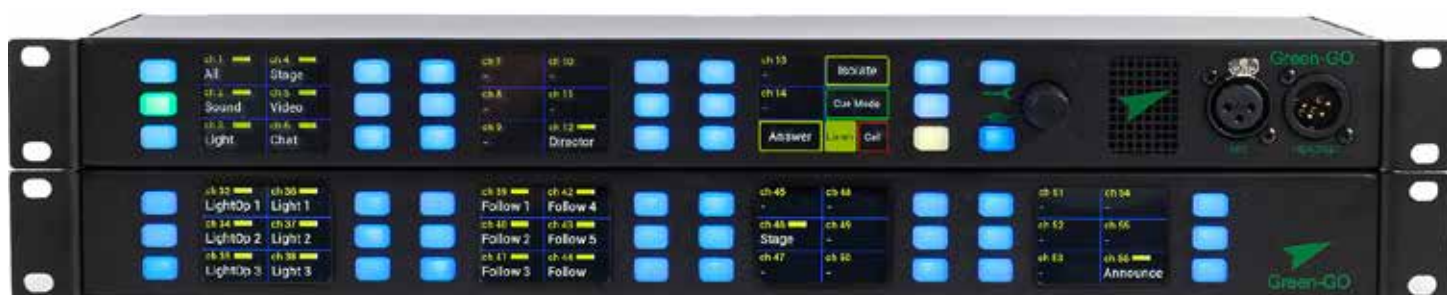 ch 1 ch 4
All Stage
ch 2 ch 5
Sound Video
ch 3 ch 6
Light Chat
ch 7 ch 10
- -
ch 8 ch 11
- -
ch 9 ch 12
- Director
ch 13 Isolate
-
ch 14 Cue Mode
-
Answer Listen Call
Green-GO
MIC HEADSET
ch 33 ch 36
LightOp 1 Light 1
ch 34 ch 37
LightOp 2 Light 2
ch 35 ch 38
LightOp 3 Light 3
ch 39 ch 42
Follow 1 Follow 4
ch 40 ch 43
Follow 2 Follow 5
ch 41 ch 44
Follow 3 Follow
ch 45 ch 48
- -
ch 46 ch 49
Stage -
ch 47 ch 50
- -
ch 51 ch 54
- -
ch 52 ch 55
- -
ch 53 ch 56
- Announce
Green-GO